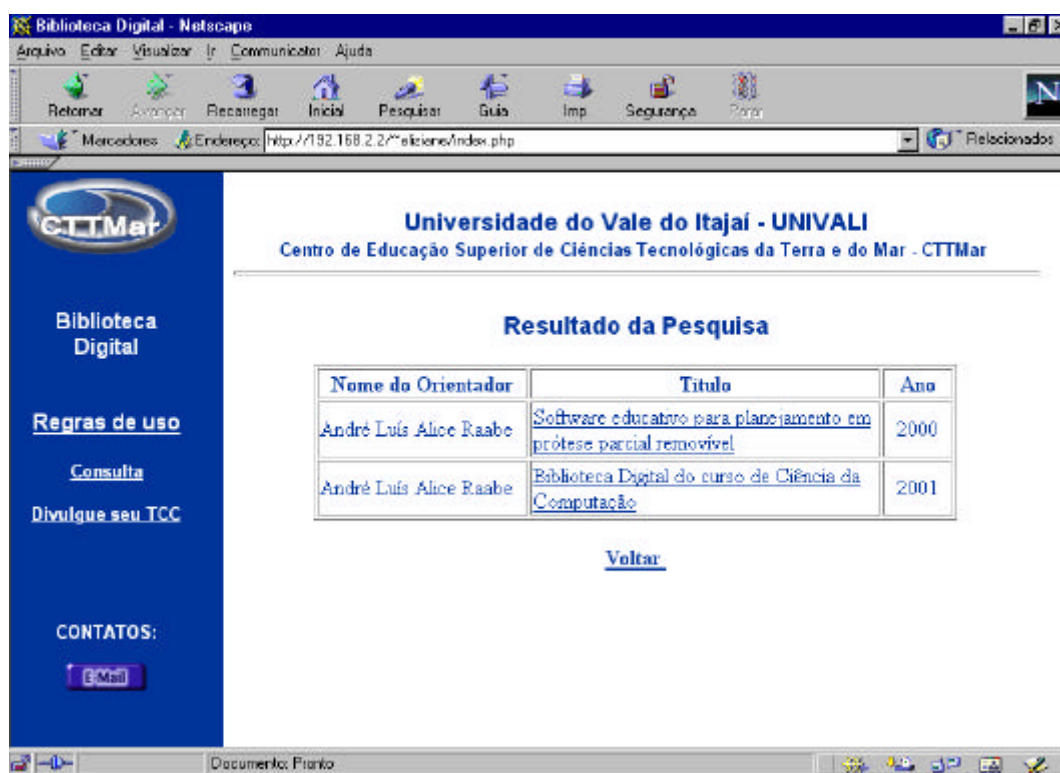 Biblioteca Digital - Netscape
Arquivo Editar Visualizar Ir Communicator Ajuda
Retornar Avançar Recarregar Inicial Pesquisar Guia Imp. Segurança Parar
Marcadores Endereço: http://192.168.2.2/~eliziane/index.php Relacionados
CTTMar
Universidade do Vale do Itajaí - UNIVALI
Centro de Educação Superior de Ciências Tecnológicas da Terra e do Mar - CTTMar
Biblioteca
Digital
Resultado da Pesquisa
Nome do Orientador Título Ano
André Luís Alice Raabe Software educativo para planejamento em
prótese parcial removível 2000
André Luís Alice Raabe Biblioteca Digital do curso de Ciência da
Computação 2001
Voltar
Regras de uso
Consulta
Divulgue seu TCC
CONTATOS:
E-Mail
Documento: Pronto